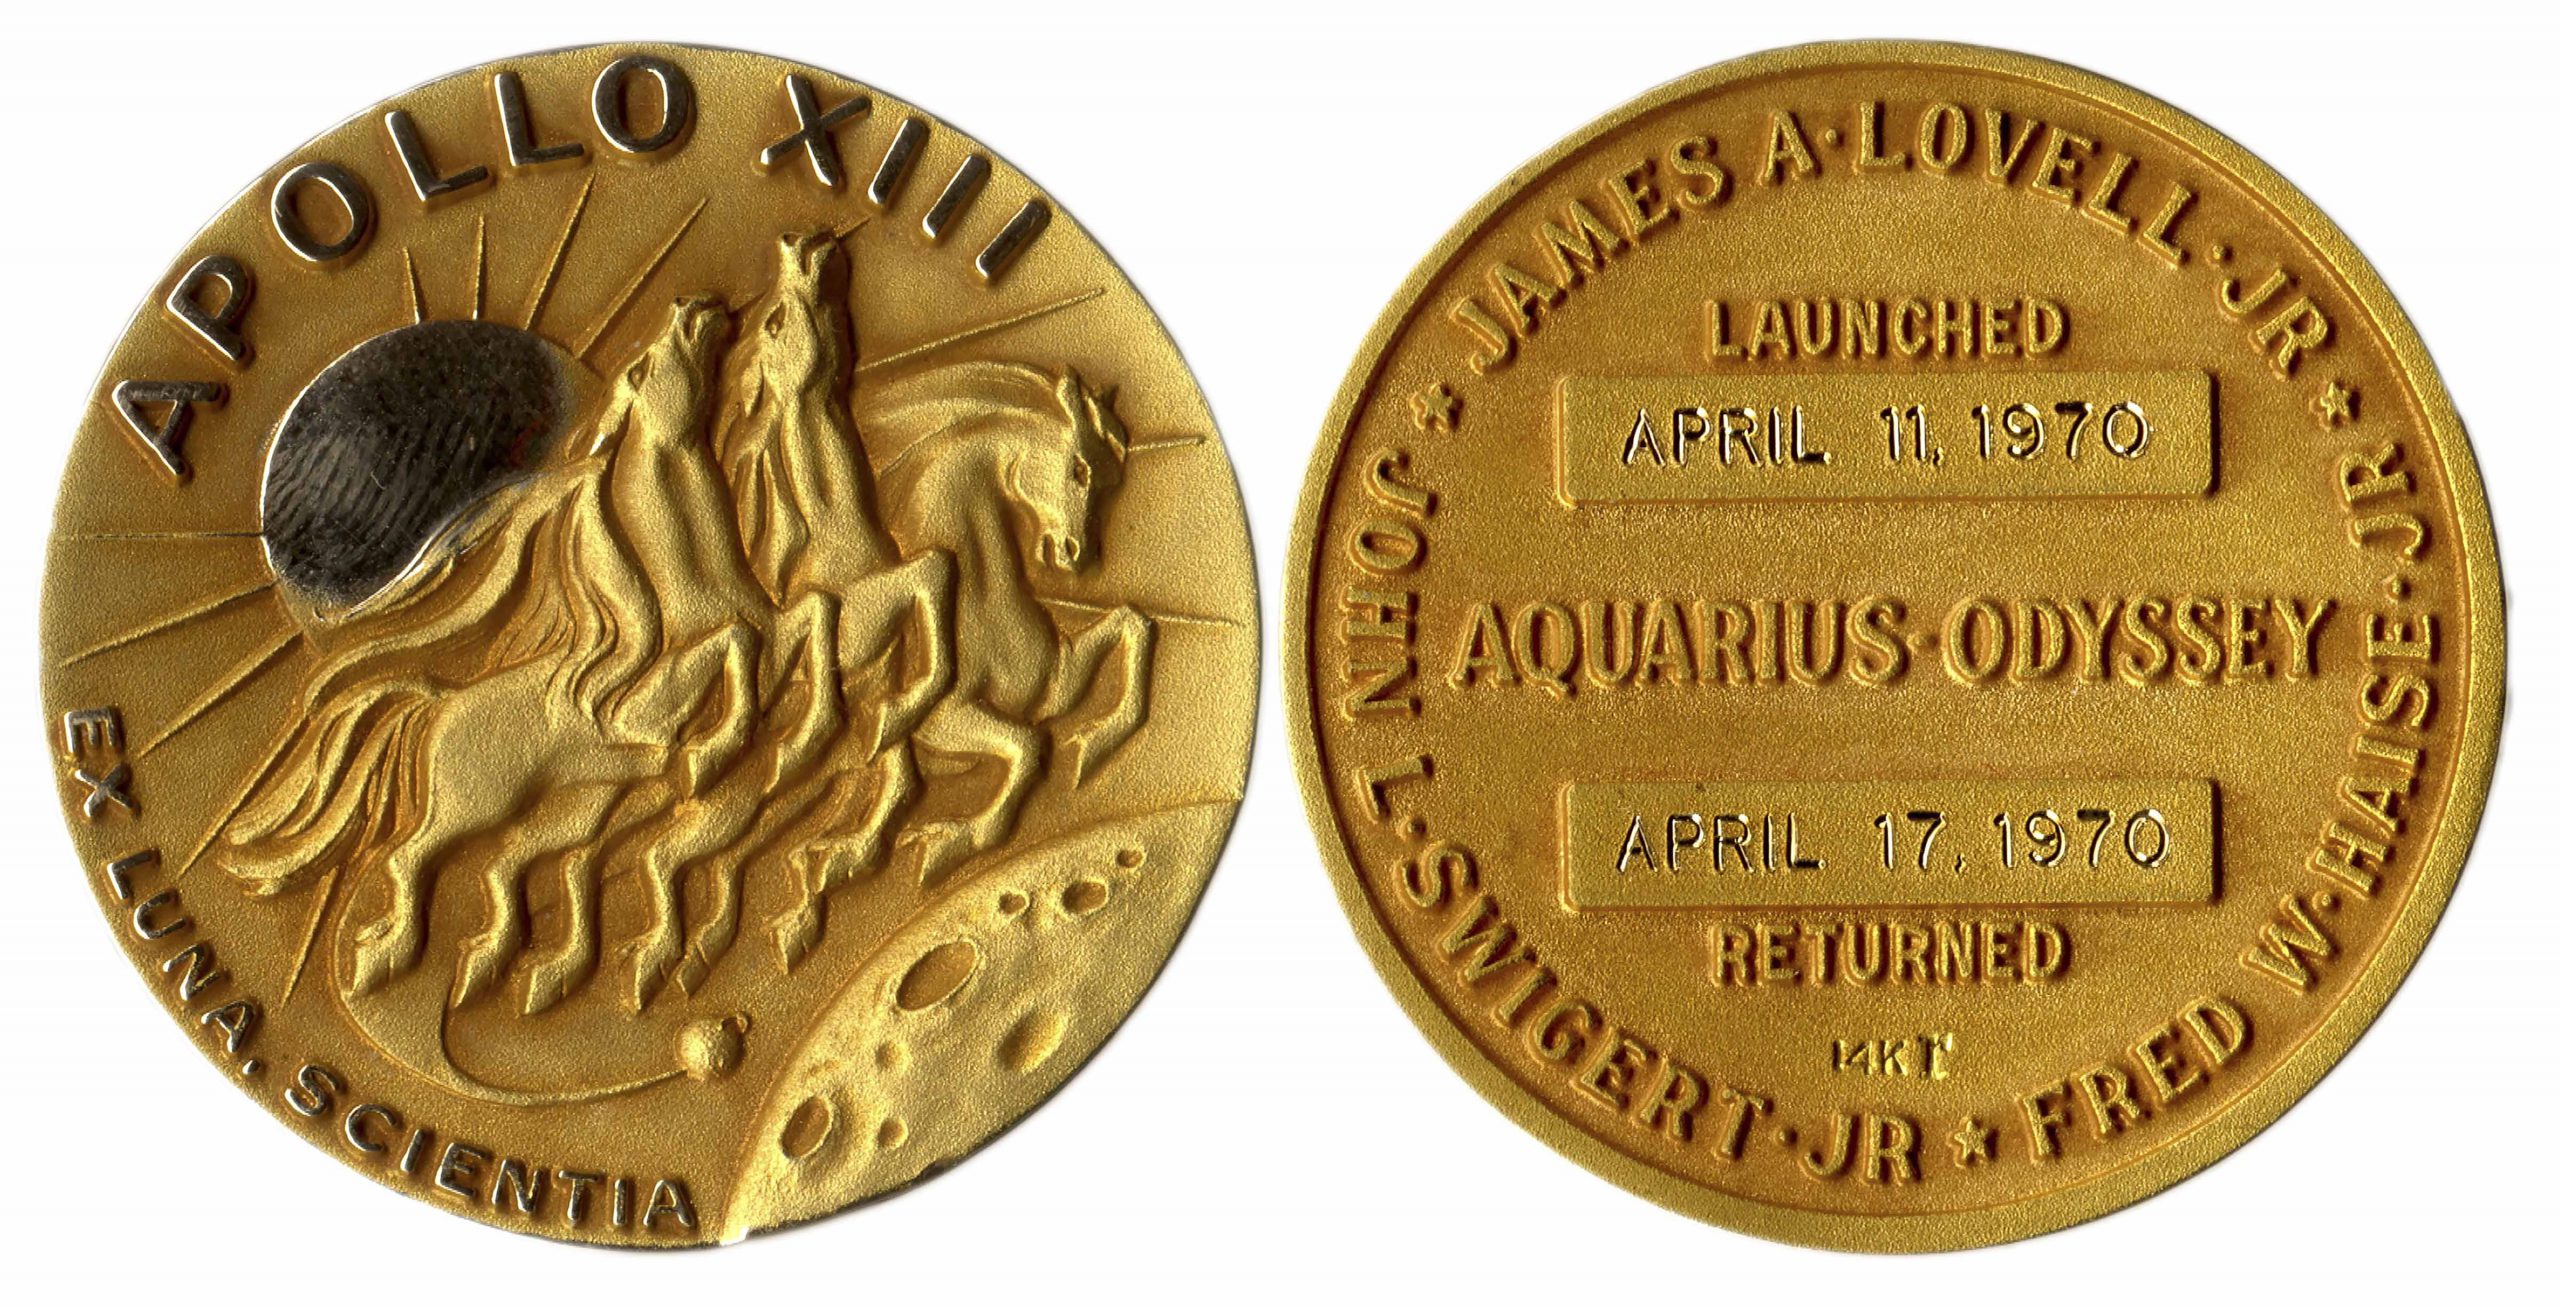 APOLLO XIII
EX LUNA, SCIENTIA
JAMES A·LOVELL·JR
LAUNCHED
APRIL 11, 1970
AQUARIUS·ODYSSEY
APRIL 17, 1970
RETURNED
14KT
FRED W·HAISE·JR
JOHN L·SWIGERT·JR